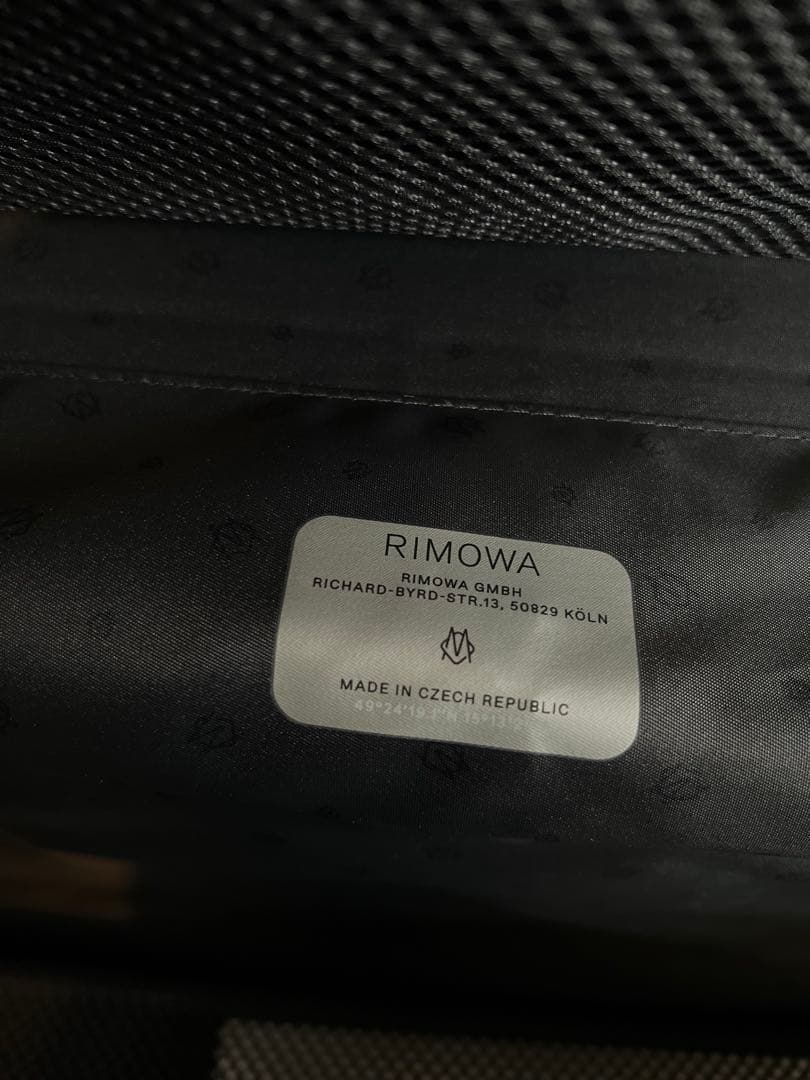 RIMOWA
RIMOWA GMBH
RICHARD-BYRD-STR.13, 50829 KÖLN
MADE IN CZECH REPUBLIC